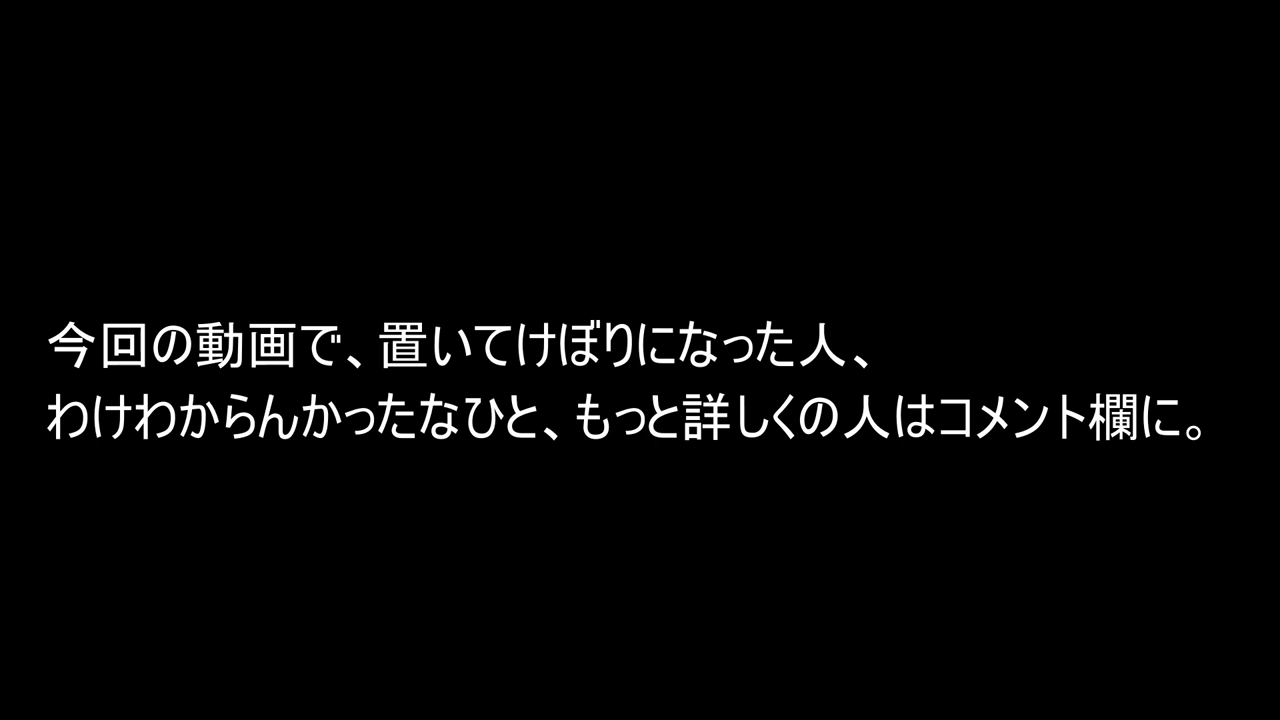 今回の動画で、置いてけぼりになった人、
わけわからんかったなひと、もっと詳しくの人はコメント欄に。